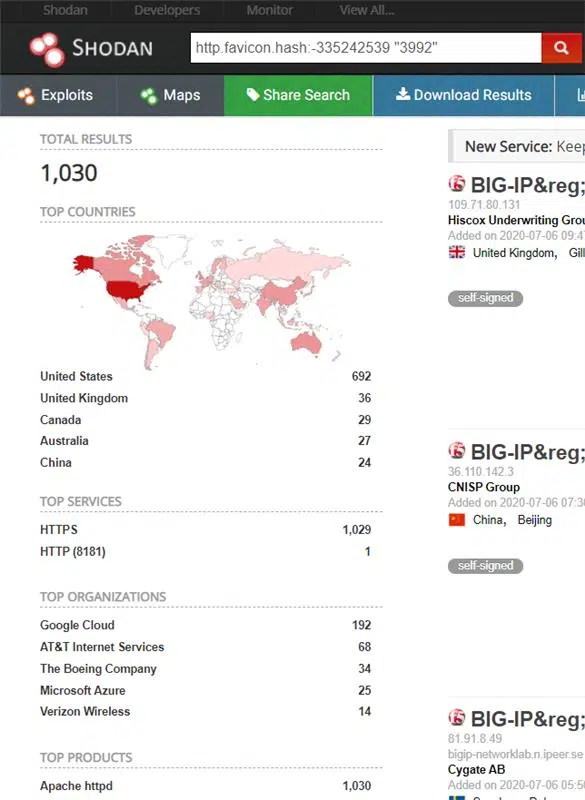 Shodan Developers Monitor View All...
SHODAN
http.favicon.hash:-335242539 "3992"
Exploits Maps Share Search Download Results
TOTAL RESULTS
1,030
TOP COUNTRIES
United States 692
United Kingdom 36
Canada 29
Australia 27
China 24
TOP SERVICES
HTTPS 1,029
HTTP (8181) 1
TOP ORGANIZATIONS
Google Cloud 192
AT&T Internet Services 68
The Boeing Company 34
Microsoft Azure 25
Verizon Wireless 14
TOP PRODUCTS
Apache httpd 1,030
New Service: Keep
BIG-IP&reg;
109.71.80.131
Hiscox Underwriting Grou
Added on 2020-07-06 09:4
United Kingdom, Gill
self-signed
BIG-IP&reg;
36.110.142.3
CNISP Group
Added on 2020-07-06 07:3
China, Beijing
self-signed
BIG-IP&reg;
81.91.8.49
bigip-networklab.n.ipeer.se
Cygate AB
Added on 2020-07-06 05:5